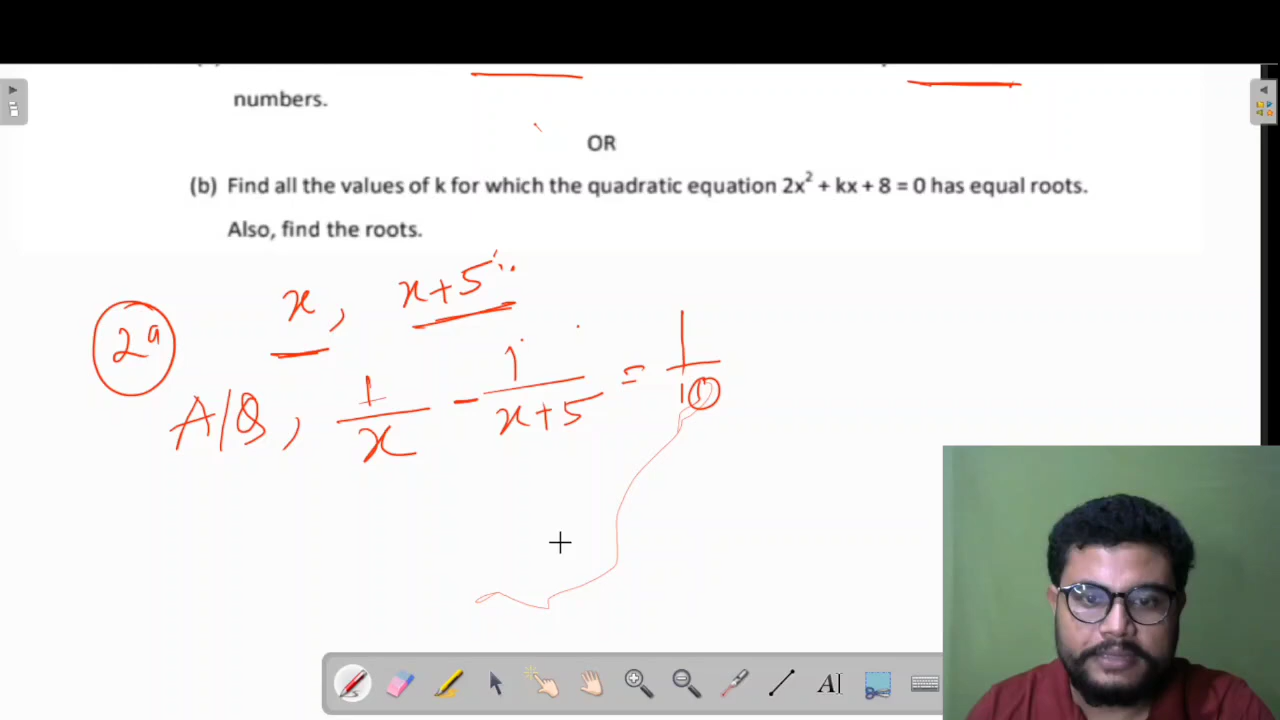 numbers.
OR
(b) Find all the values of k for which the quadratic equation 2x² + kx + 8 = 0 has equal roots.
Also, find the roots.
2a x, x+5
A/Q, 1/x - 1/x+5 = 1/10
AI